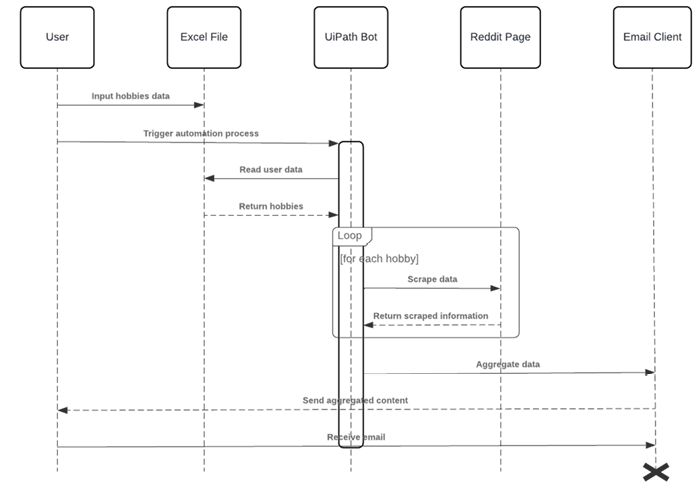 User
Excel File
UiPath Bot
Reddit Page
Email Client
Input hobbies data
Trigger automation process
Read user data
Return hobbies
Loop
[for each hobby]
Scrape data
Return scraped information
Aggregate data
Send aggregated content
Receive email